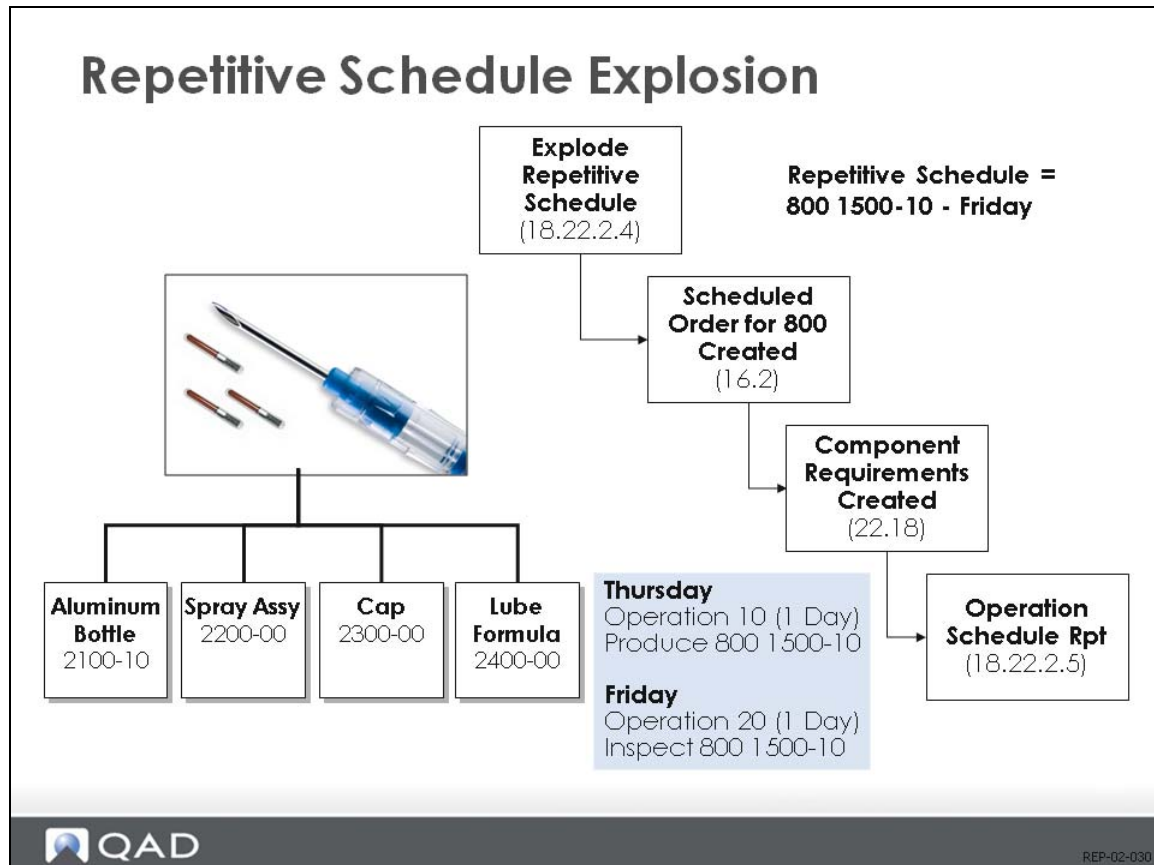 Repetitive Schedule Explosion
Explode
Repetitive
Schedule
(18.22.2.4)
Repetitive Schedule =
800 1500-10 - Friday
Scheduled
Order for 800
Created
(16.2)
Component
Requirements
Created
(22.18)
Operation
Schedule Rpt
(18.22.2.5)
Aluminum
Bottle
2100-10
Spray Assy
2200-00
Cap
2300-00
Lube
Formula
2400-00
Thursday
Operation 10 (1 Day)
Produce 800 1500-10
Friday
Operation 20 (1 Day)
Inspect 800 1500-10
QAD
REP-02-030